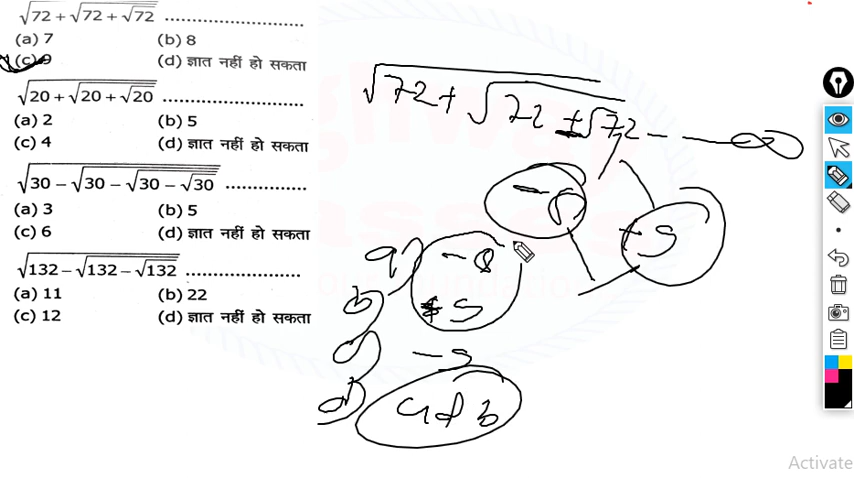 √72 + √72 + √72 .........................
(a) 7 (b) 8
(c) 9 (d) ज्ञात नहीं हो सकता
√20 + √20 + √20 .........................
(a) 2 (b) 5
(c) 4 (d) ज्ञात नहीं हो सकता
√30 − √30 − √30 − √30 ...............
(a) 3 (b) 5
(c) 6 (d) ज्ञात नहीं हो सकता
√132 − √132 − √132 .....................
(a) 11 (b) 22
(c) 12 (d) ज्ञात नहीं हो सकता
√72 + √72 ± √72 - - - ∞
− 8
+ 9
a) − 8
b) + 9
c) − 9
d) a & b
Activate